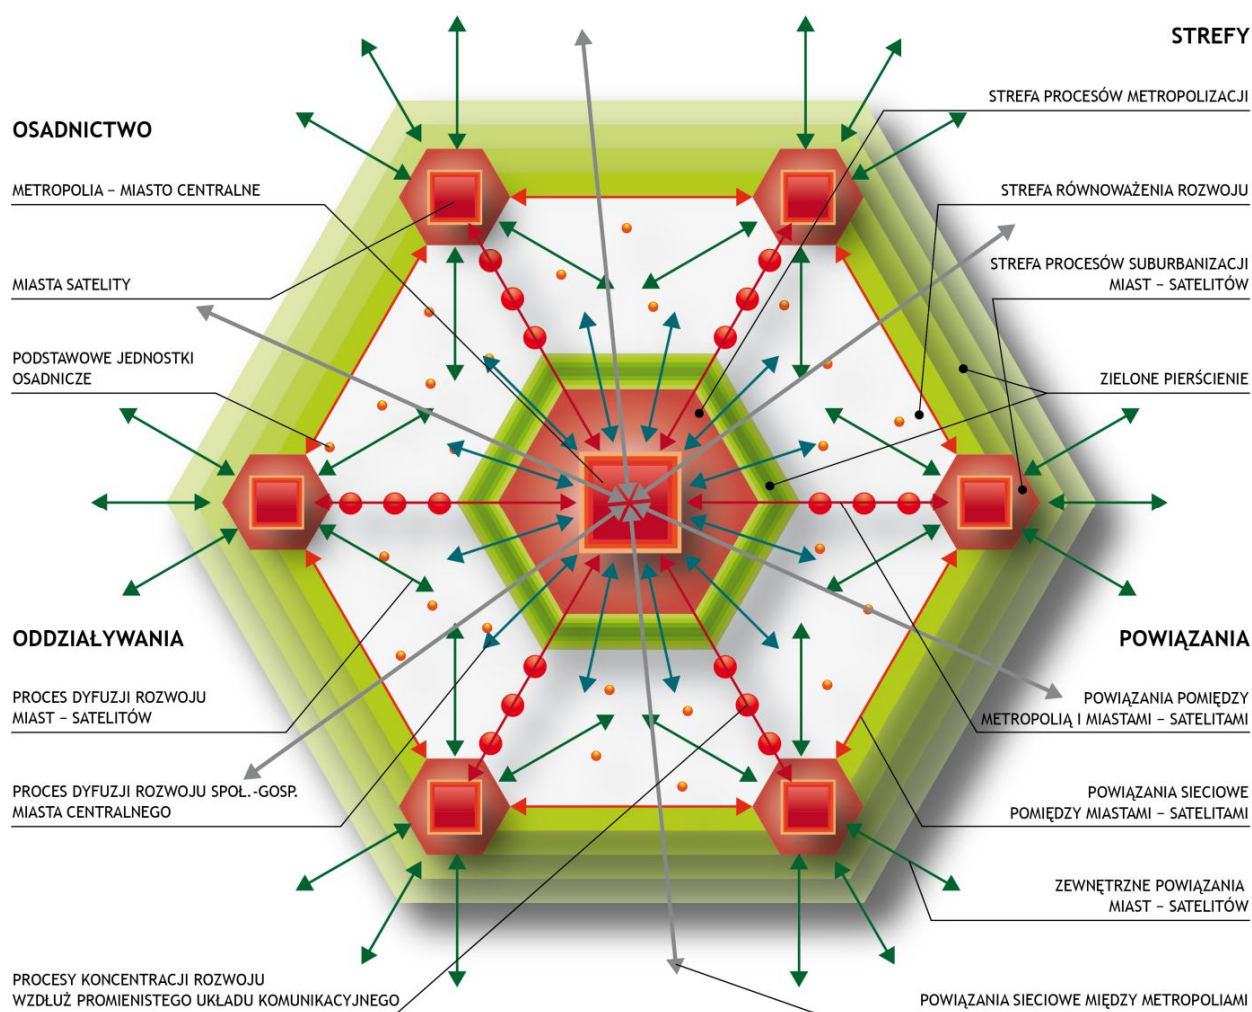 OSADNICTWO
METROPOLIA – MIASTO CENTRALNE
MIASTA SATELITY
PODSTAWOWE JEDNOSTKI
OSADNICZE
ODDZIAŁYWANIA
PROCES DYFUZJI ROZWOJU
MIAST – SATELITÓW
PROCES DYFUZJI ROZWOJU SPOŁ.-GOSP.
MIASTA CENTRALNEGO
PROCESY KONCENTRACJI ROZWOJU
WZDŁUŻ PROMIENISTEGO UKŁADU KOMUNIKACYJNEGO
STREFY
STREFA PROCESÓW METROPOLIZACJI
STREFA RÓWNOWAŻENIA ROZWOJU
STREFA PROCESÓW SUBURBANIZACJI
MIAST – SATELITÓW
ZIELONE PIERŚCIENIE
POWIĄZANIA
POWIĄZANIA POMIĘDZY
METROPOLIĄ I MIASTAMI – SATELITAMI
POWIĄZANIA SIECIOWE
POMIĘDZY MIASTAMI – SATELITAMI
ZEWNĘTRZNE POWIĄZANIA
MIAST – SATELITÓW
POWIĄZANIA SIECIOWE MIĘDZY METROPOLIAMI